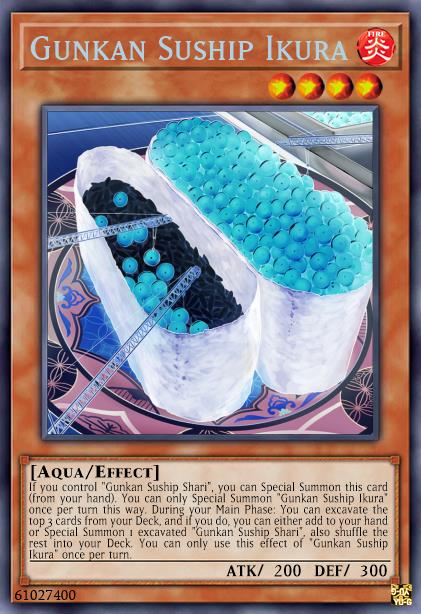 GUNKAN SUSHIP IKURA
FIRE
炎
[AQUA/EFFECT]
If you control "Gunkan Suship Shari", you can Special Summon this card
(from your hand). You can only Special Summon "Gunkan Suship Ikura"
once per turn this way. During your Main Phase: You can excavate the
top 3 cards from your Deck, and if you do, you can either add to your hand
or Special Summon 1 excavated "Gunkan Suship Shari", also shuffle the
rest into your Deck. You can only use this effect of "Gunkan Suship
Ikura" once per turn.
ATK/ 200 DEF/ 300
61027400